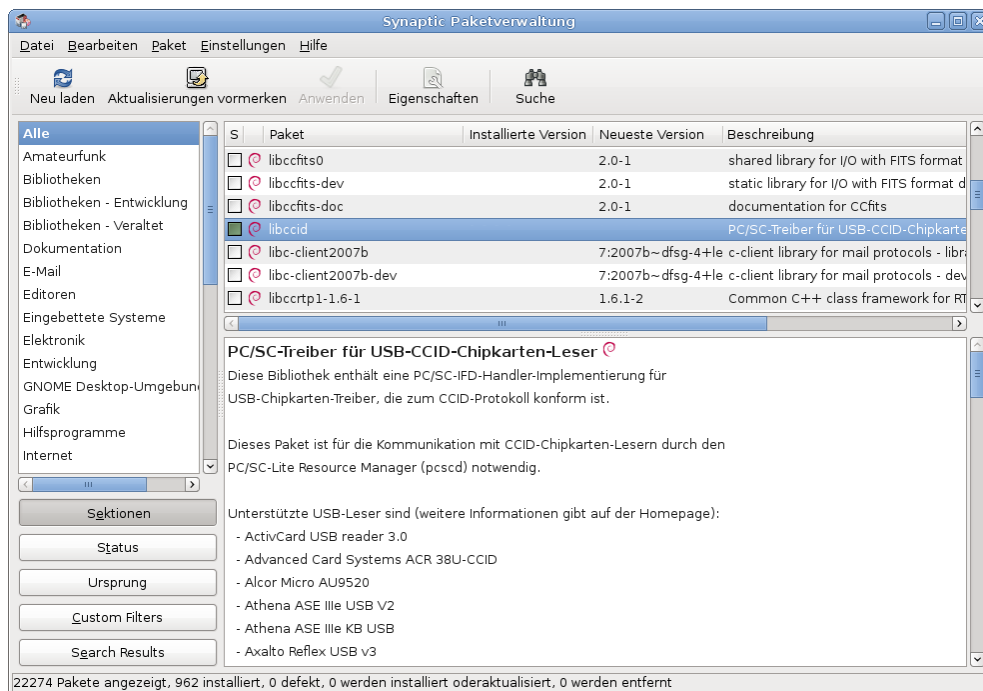 Synaptic Paketverwaltung
Datei Bearbeiten Paket Einstellungen Hilfe
Neu laden Aktualisierungen vormerken Anwenden Eigenschaften Suche
Alle
Amateurfunk
Bibliotheken
Bibliotheken - Entwicklung
Bibliotheken - Veraltet
Dokumentation
E-Mail
Editoren
Eingebettete Systeme
Elektronik
Entwicklung
GNOME Desktop-Umgebun
Grafik
Hilfsprogramme
Internet
Sektionen
Status
Ursprung
Custom Filters
Search Results
S Paket Installierte Version Neueste Version Beschreibung
libccfits0 2.0-1 shared library for I/O with FITS format
libccfits-dev 2.0-1 static library for I/O with FITS format d
libccfits-doc 2.0-1 documentation for CCfits
libccid PC/SC-Treiber für USB-CCID-Chipkarte
libc-client2007b 7:2007b~dfsg-4+le c-client library for mail protocols - libra
libc-client2007b-dev 7:2007b~dfsg-4+le c-client library for mail protocols - dev
libccrtp1-1.6-1 1.6.1-2 Common C++ class framework for RT
PC/SC-Treiber für USB-CCID-Chipkarten-Leser
Diese Bibliothek enthält eine PC/SC-IFD-Handler-Implementierung für
USB-Chipkarten-Treiber, die zum CCID-Protokoll konform ist.
Dieses Paket ist für die Kommunikation mit CCID-Chipkarten-Lesern durch den
PC/SC-Lite Resource Manager (pcscd) notwendig.
Unterstützte USB-Leser sind (weitere Informationen gibt auf der Homepage):
- ActivCard USB reader 3.0
- Advanced Card Systems ACR 38U-CCID
- Alcor Micro AU9520
- Athena ASE IIIe USB V2
- Athena ASE IIIe KB USB
- Axalto Reflex USB v3
22274 Pakete angezeigt, 962 installiert, 0 defekt, 0 werden installiert oderaktualisiert, 0 werden entfernt